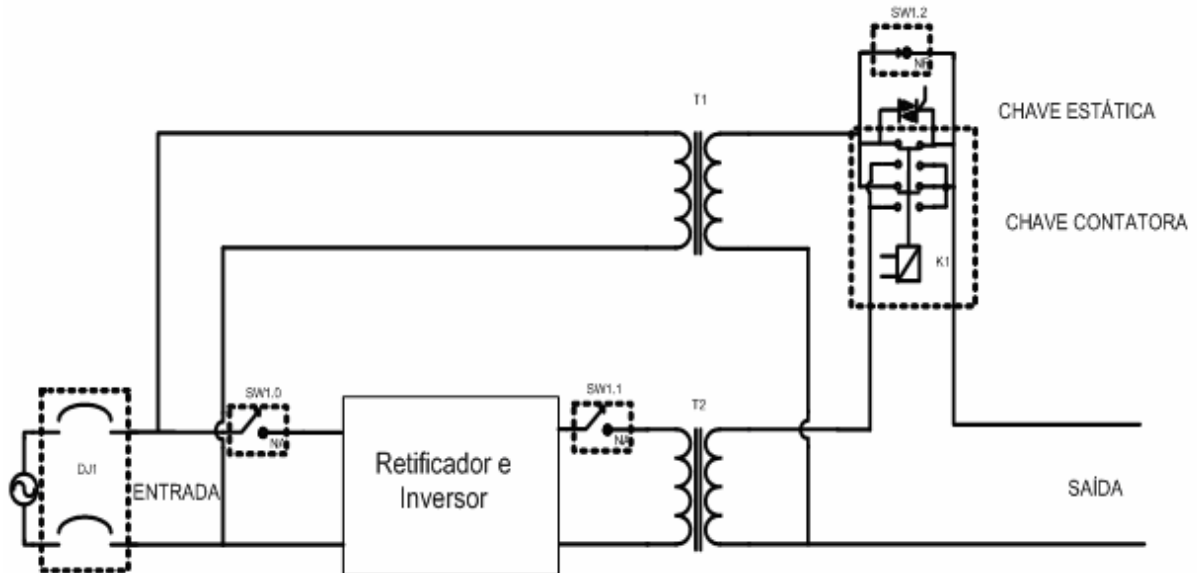 SW1.2
NF
T1
CHAVE ESTÁTICA
CHAVE CONTATORA
K1
SW1.0
NA
SW1.1
NA
T2
Retificador e
Inversor
DJ1
ENTRADA
SAÍDA